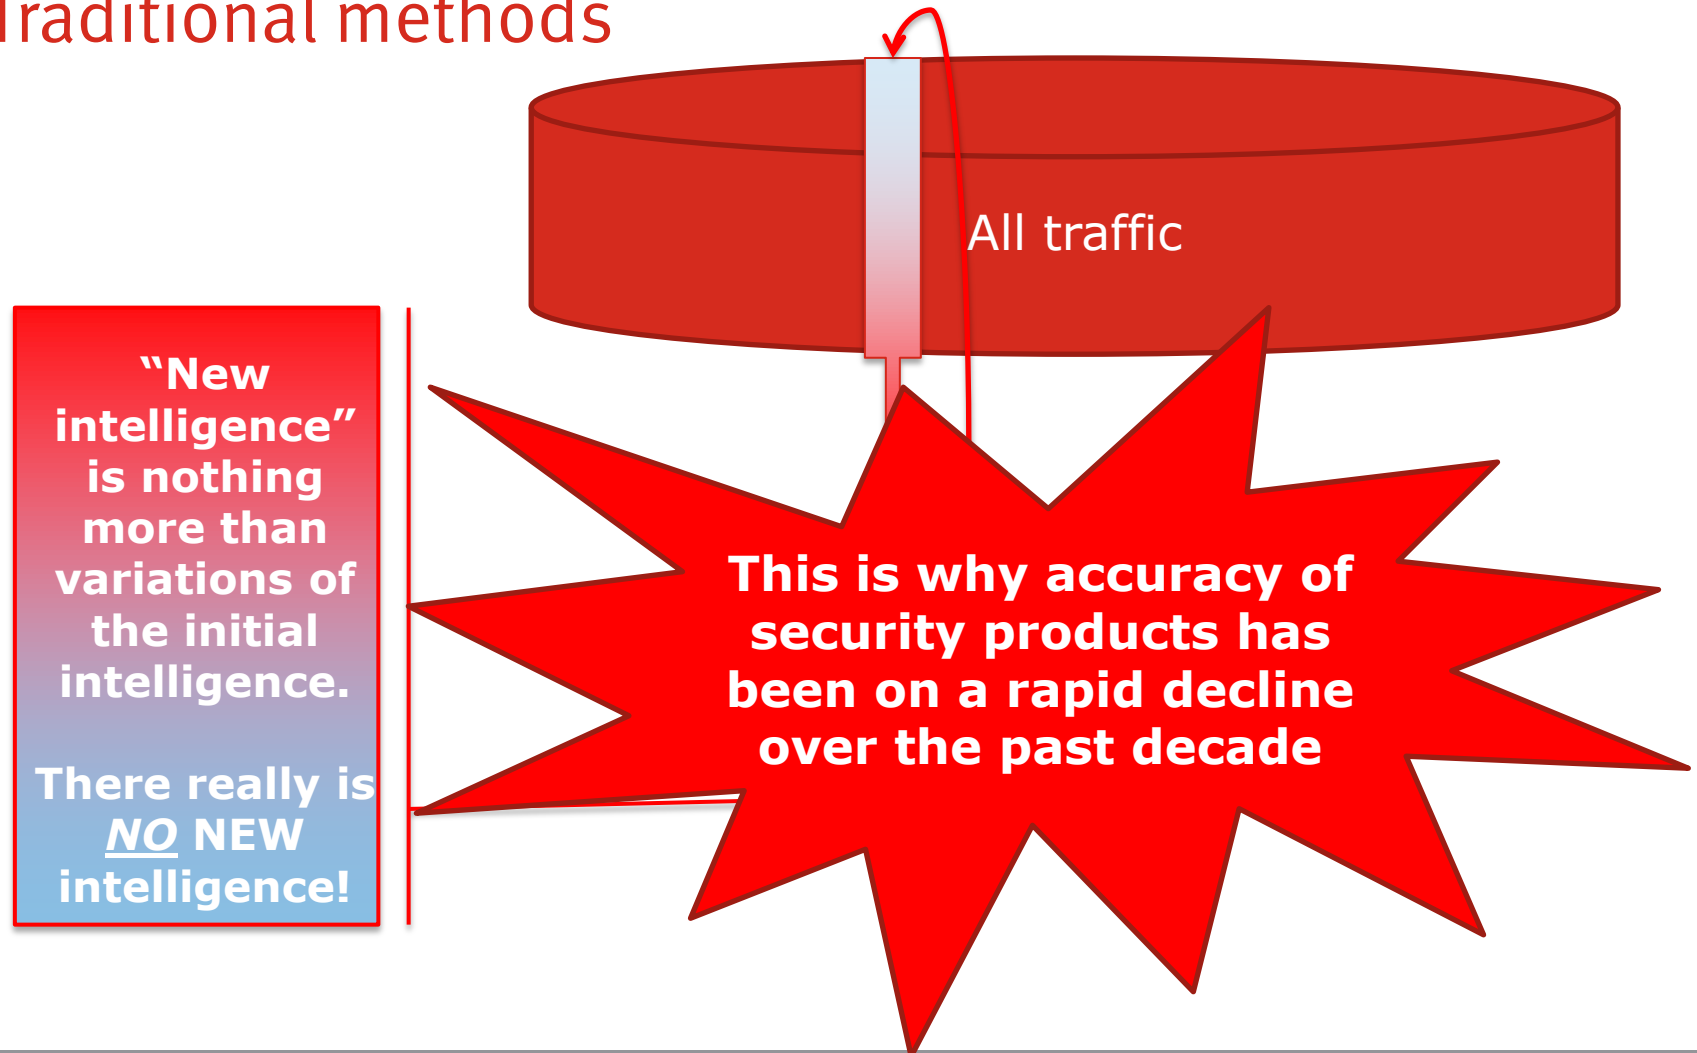 Traditional methods
All traffic
“New
intelligence”
is nothing
more than
variations of
the initial
intelligence.
There really is
NO NEW
intelligence!
This is why accuracy of
security products has
been on a rapid decline
over the past decade